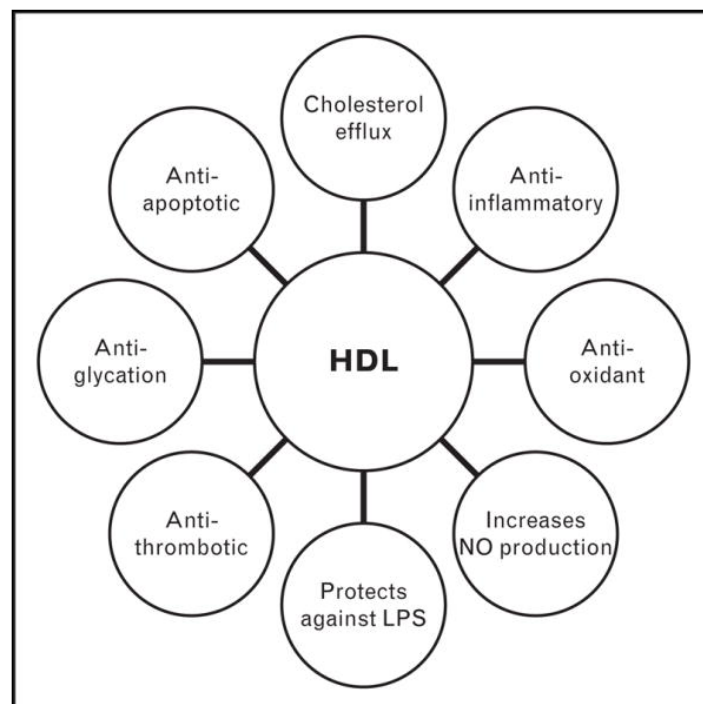 Cholesterol
efflux
Anti-
inflammatory
Anti-
oxidant
Increases
NO production
Protects
against LPS
Anti-
thrombotic
Anti-
glycation
Anti-
apoptotic
HDL